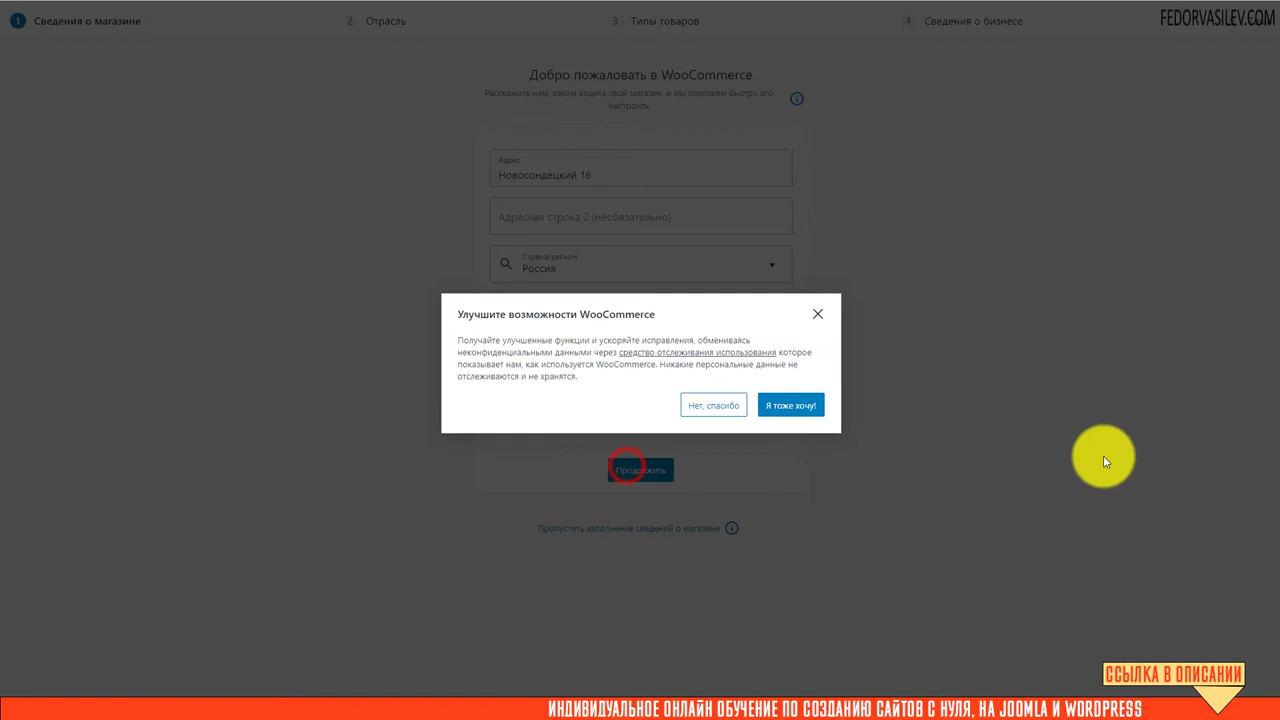 1 Сведения о магазине
2 Отрасль
3 Типы товаров
4 Сведения о бизнесе
FEDORVASILEV.COM
Добро пожаловать в WooCommerce
Расскажите нам, каким видите свой магазин, и мы поможем быстро его
настроить
Адрес
Новосондецкий 16
Адресная строка 2 (необязательно)
Страна/регион
Россия
Улучшите возможности WooCommerce
Получайте улучшенные функции и ускоряйте исправления, обмениваясь
неконфиденциальными данными через средство отслеживания использования которое
показывает нам, как используется WooCommerce. Никакие персональные данные не
отслеживаются и не хранятся.
Нет, спасибо
Я тоже хочу!
Продолжить
Пропустить заполнение сведений о магазине
ССЫЛКА В ОПИСАНИИ
ИНДИВИДУАЛЬНОЕ ОНЛАЙН ОБУЧЕНИЕ ПО СОЗДАНИЮ САЙТОВ С НУЛЯ, НА JOOMLA И WORDPRESS